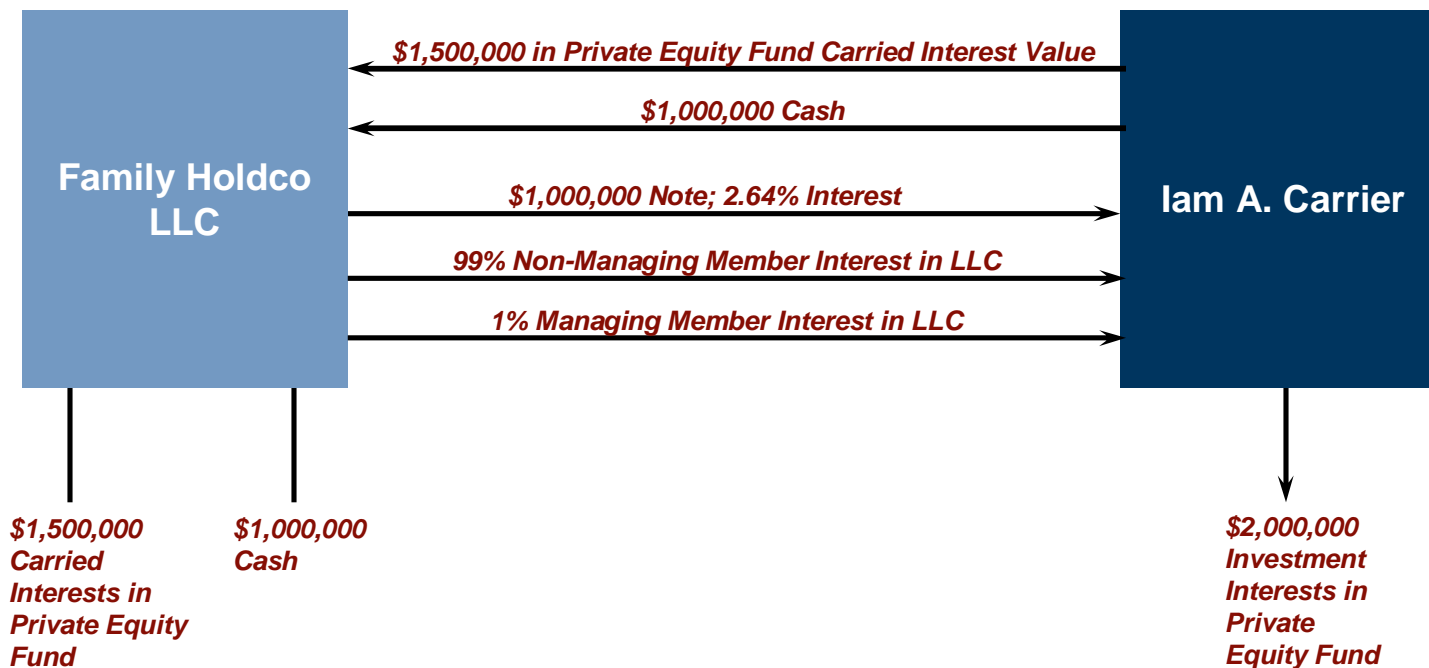 $1,500,000 in Private Equity Fund Carried Interest Value
$1,000,000 Cash
Family Holdco
LLC
$1,000,000 Note; 2.64% Interest
Iam A. Carrier
99% Non-Managing Member Interest in LLC
1% Managing Member Interest in LLC
$1,500,000
Carried
Interests in
Private Equity
Fund
$1,000,000
Cash
$2,000,000
Investment
Interests in
Private
Equity Fund